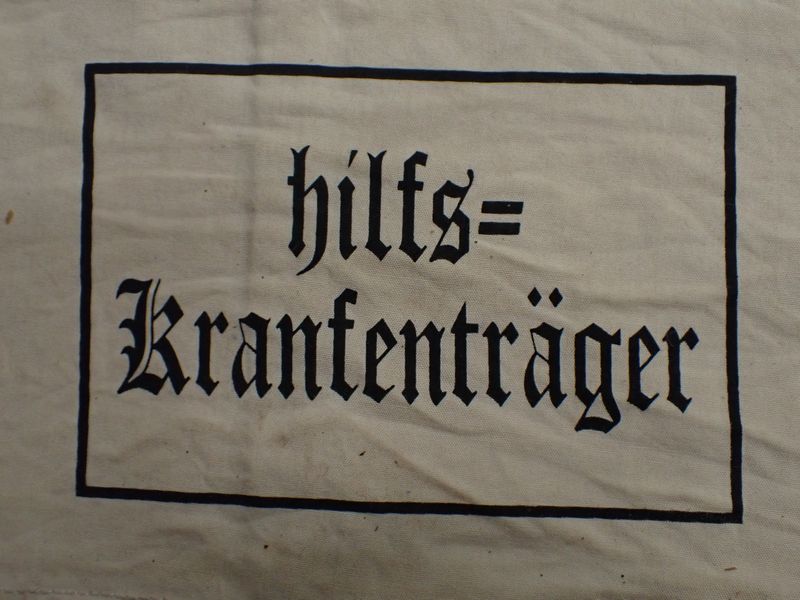 hilfs=
Krankenträger